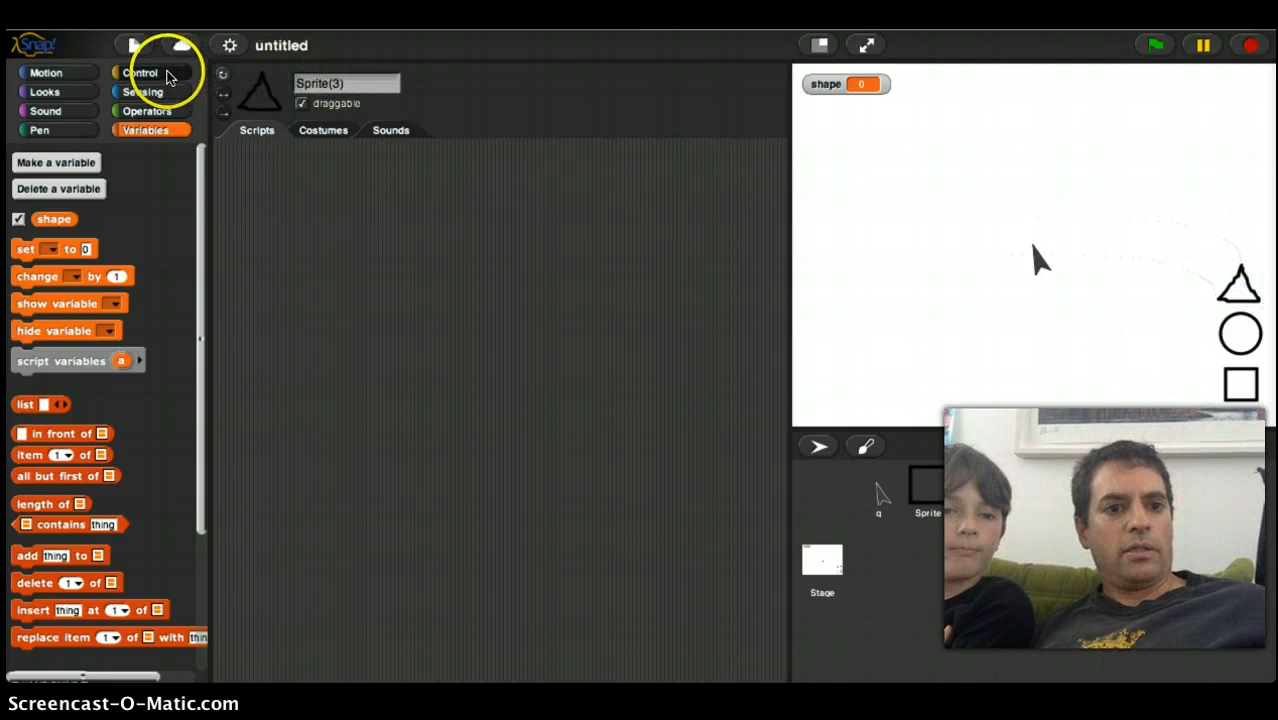 Snap!
untitled
Motion Control
Looks Sensing
Sound Operators
Pen Variables
Sprite(3)
draggable
Scripts Costumes Sounds
shape 0
Make a variable
Delete a variable
shape
set to 0
change by 1
show variable
hide variable
script variables a
list
in front of
item 1 of
all but first of
length of
contains thing
add thing to
delete 1 of
insert thing at 1 of
replace item 1 of with thin
q Sprite
Stage
Screencast-O-Matic.com